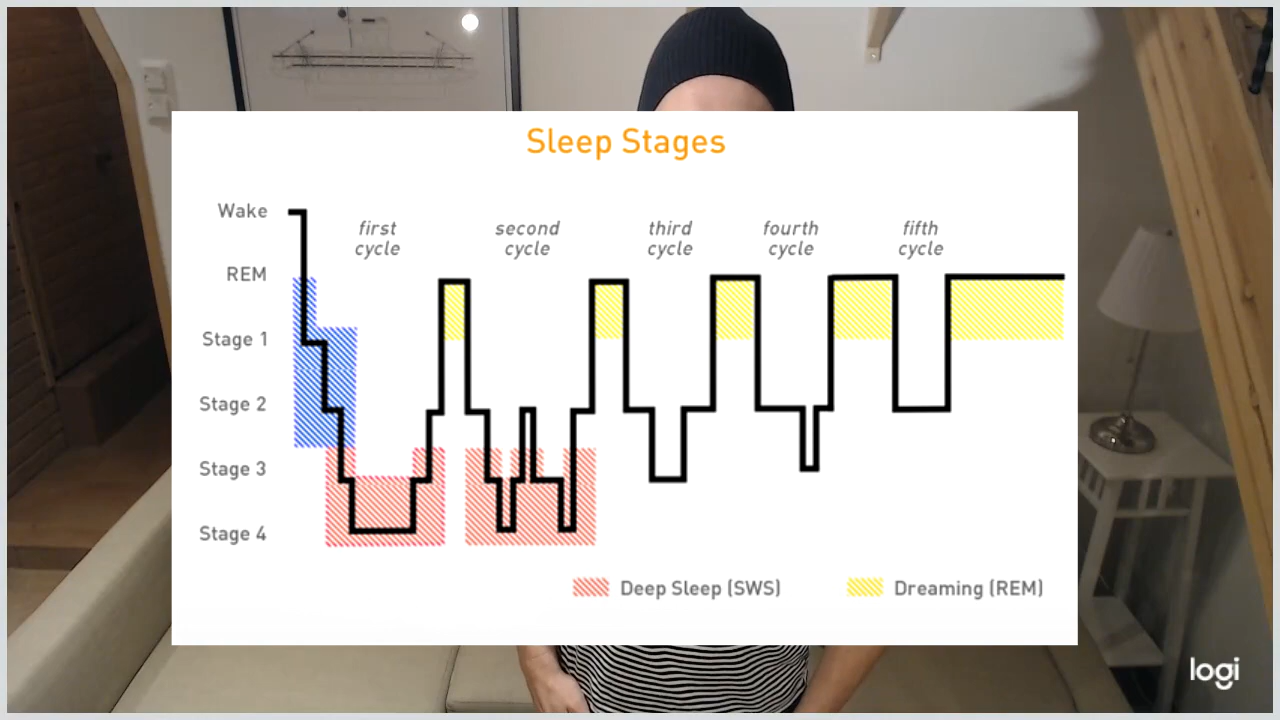 Sleep Stages
Wake
REM
Stage 1
Stage 2
Stage 3
Stage 4
first
cycle
second
cycle
third
cycle
fourth
cycle
fifth
cycle
Deep Sleep (SWS)
Dreaming (REM)
logi